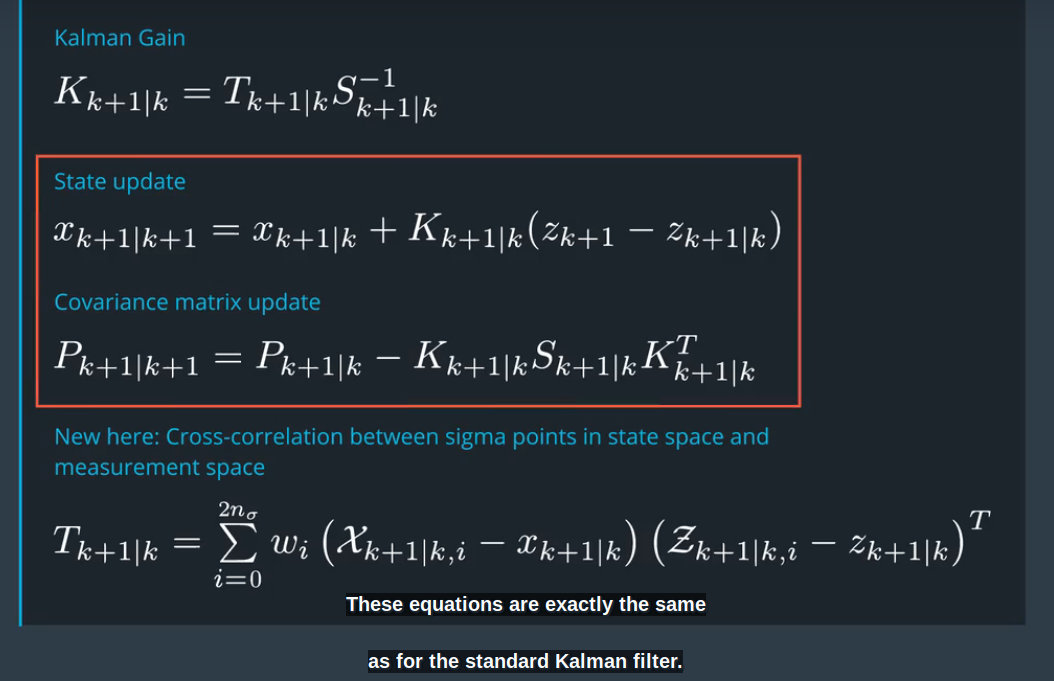 Kalman Gain
$K_{k+1|k} = T_{k+1|k} S_{k+1|k}^{-1}$
State update
$x_{k+1|k+1} = x_{k+1|k} + K_{k+1|k}(z_{k+1} - z_{k+1|k})$
Covariance matrix update
$P_{k+1|k+1} = P_{k+1|k} - K_{k+1|k} S_{k+1|k} K_{k+1|k}^{T}$
New here: Cross-correlation between sigma points in state space and
measurement space
$T_{k+1|k} = \sum_{i=0}^{2n_\sigma} w_i \left(\mathcal{X}_{k+1|k,i} - x_{k+1|k}\right) \left(\mathcal{Z}_{k+1|k,i} - z_{k+1|k}\right)^T$
These equations are exactly the same
as for the standard Kalman filter.